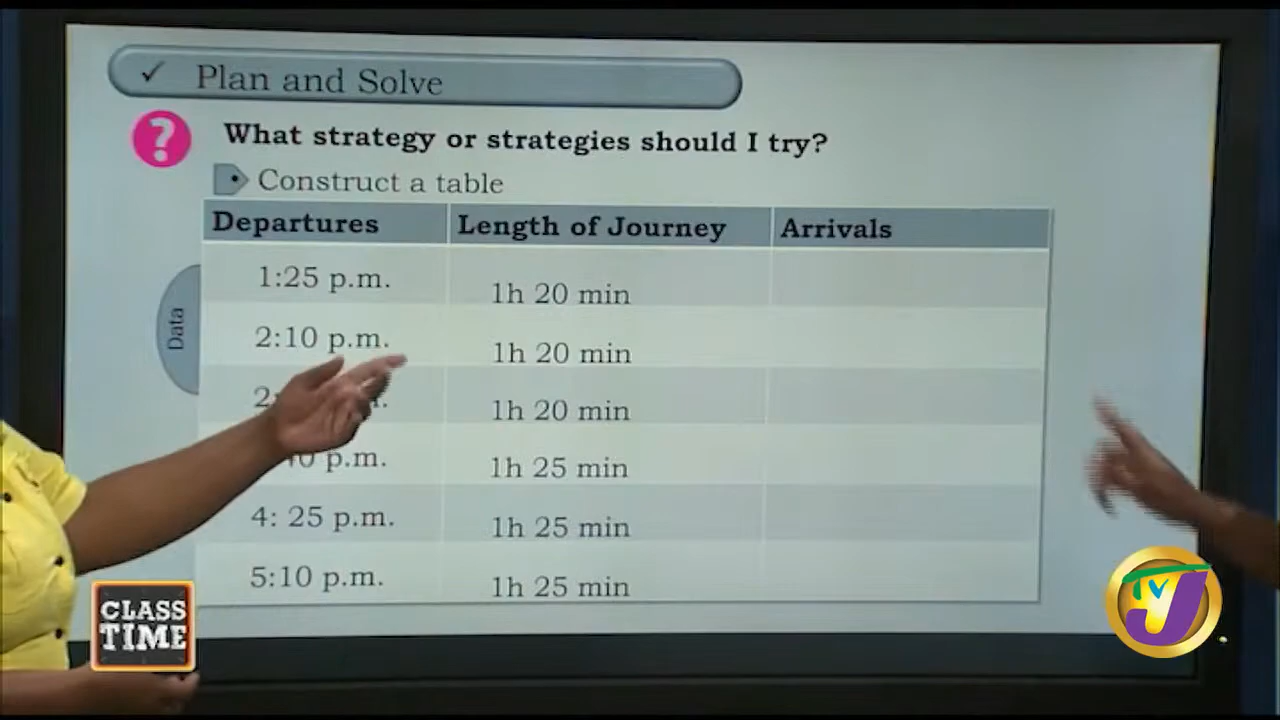 ✓ Plan and Solve
? What strategy or strategies should I try?
Construct a table
Departures Length of Journey Arrivals
1:25 p.m. 1h 20 min
2:10 p.m. 1h 20 min
1h 20 min
p.m. 1h 25 min
4: 25 p.m. 1h 25 min
5:10 p.m. 1h 25 min
Data
CLASS
TIME
TVJ